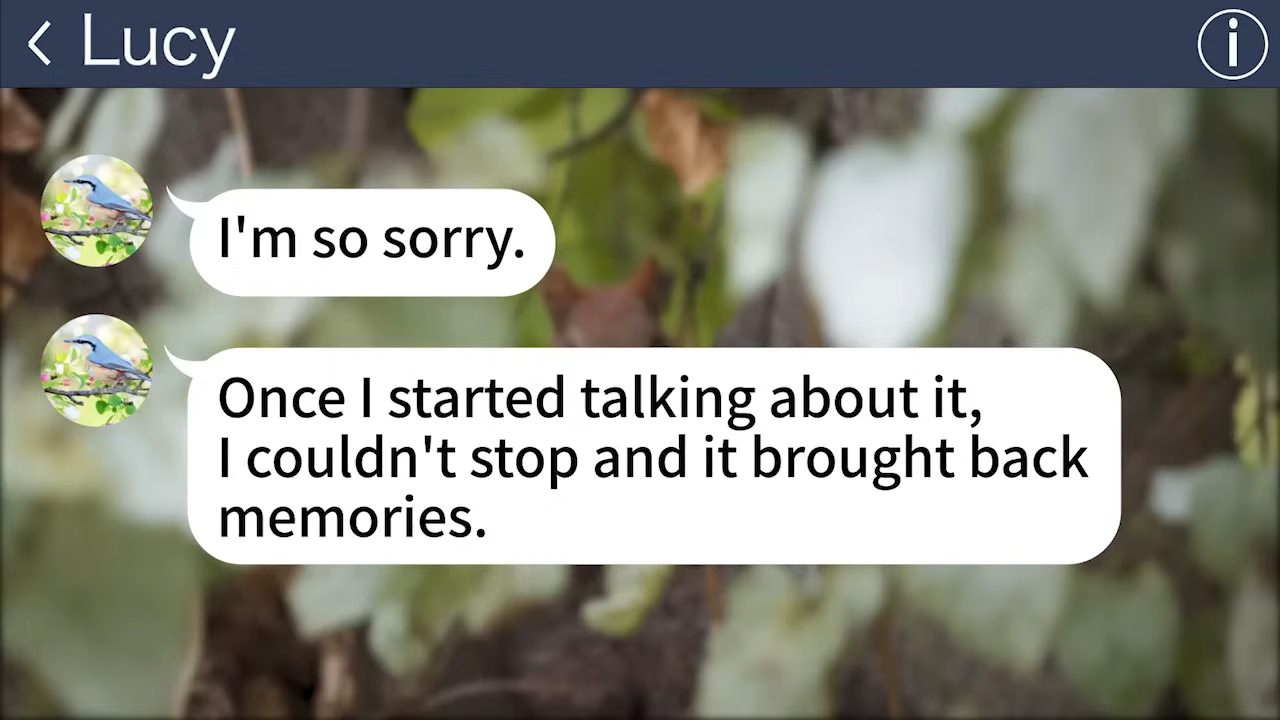 Lucy
I'm so sorry.
Once I started talking about it,
I couldn't stop and it brought back
memories.